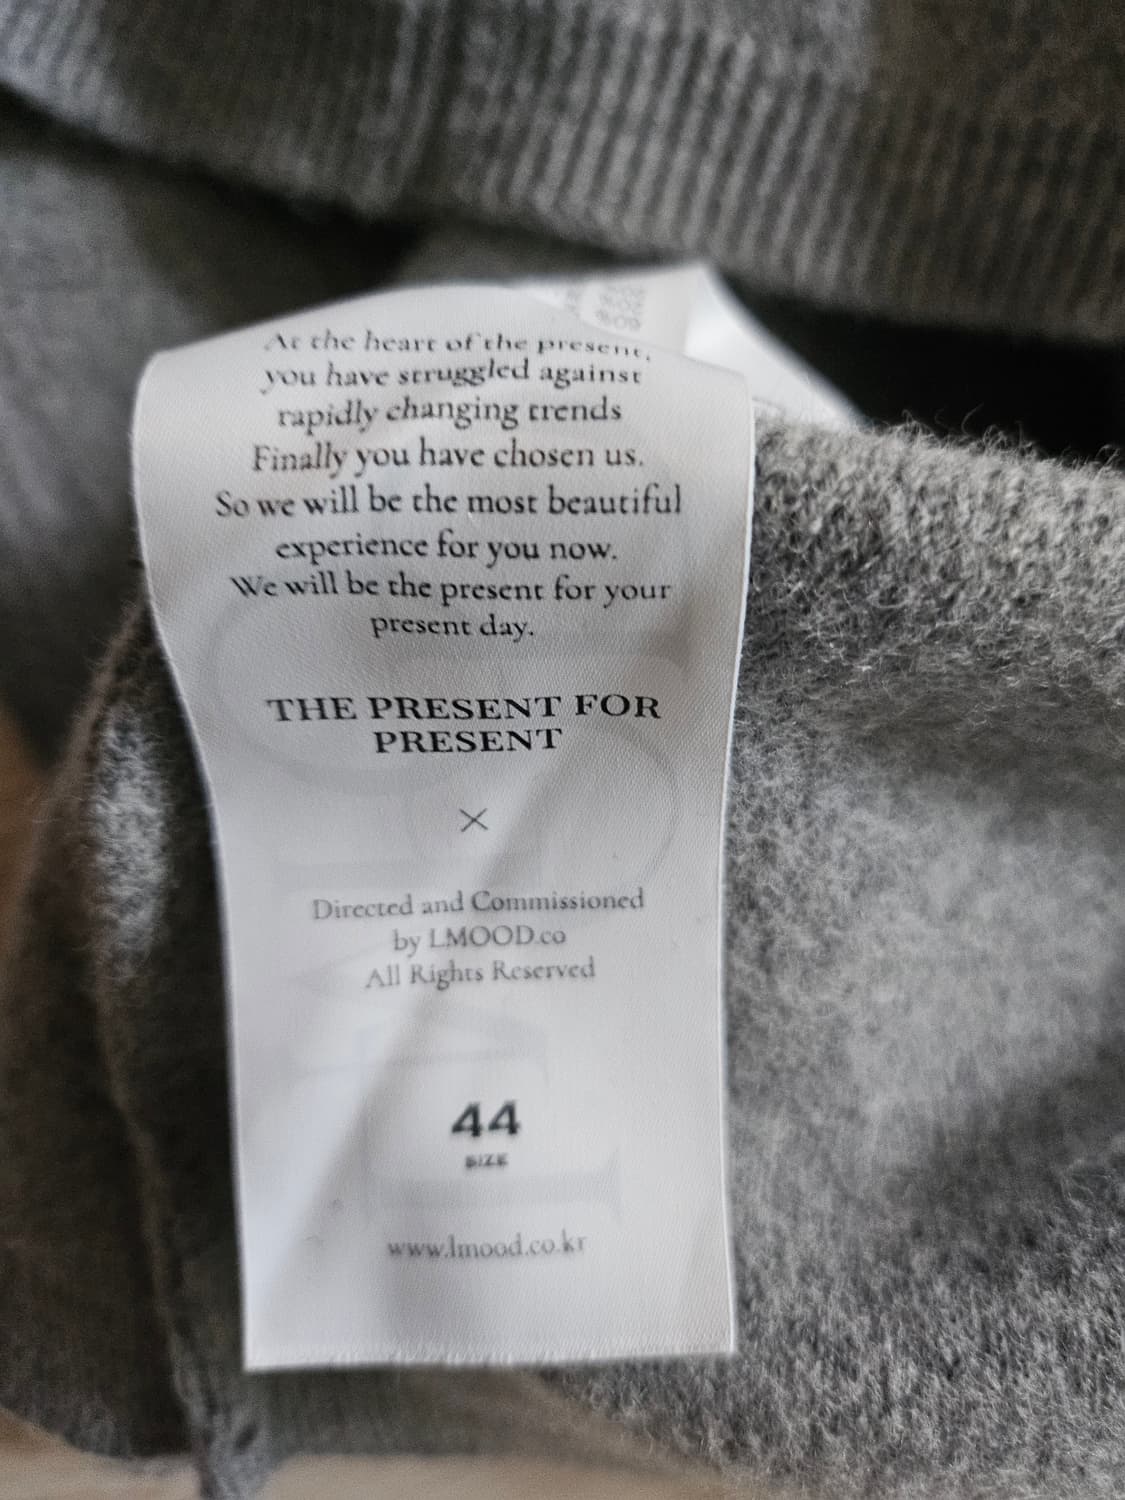 At the heart of the present,
you have struggled against
rapidly changing trends
Finally you have chosen us.
So we will be the most beautiful
experience for you now.
We will be the present for your
present day.
THE PRESENT FOR
PRESENT
×
Directed and Commissioned
by LMOOD.co
All Rights Reserved
44
SIZE
www.lmood.co.kr